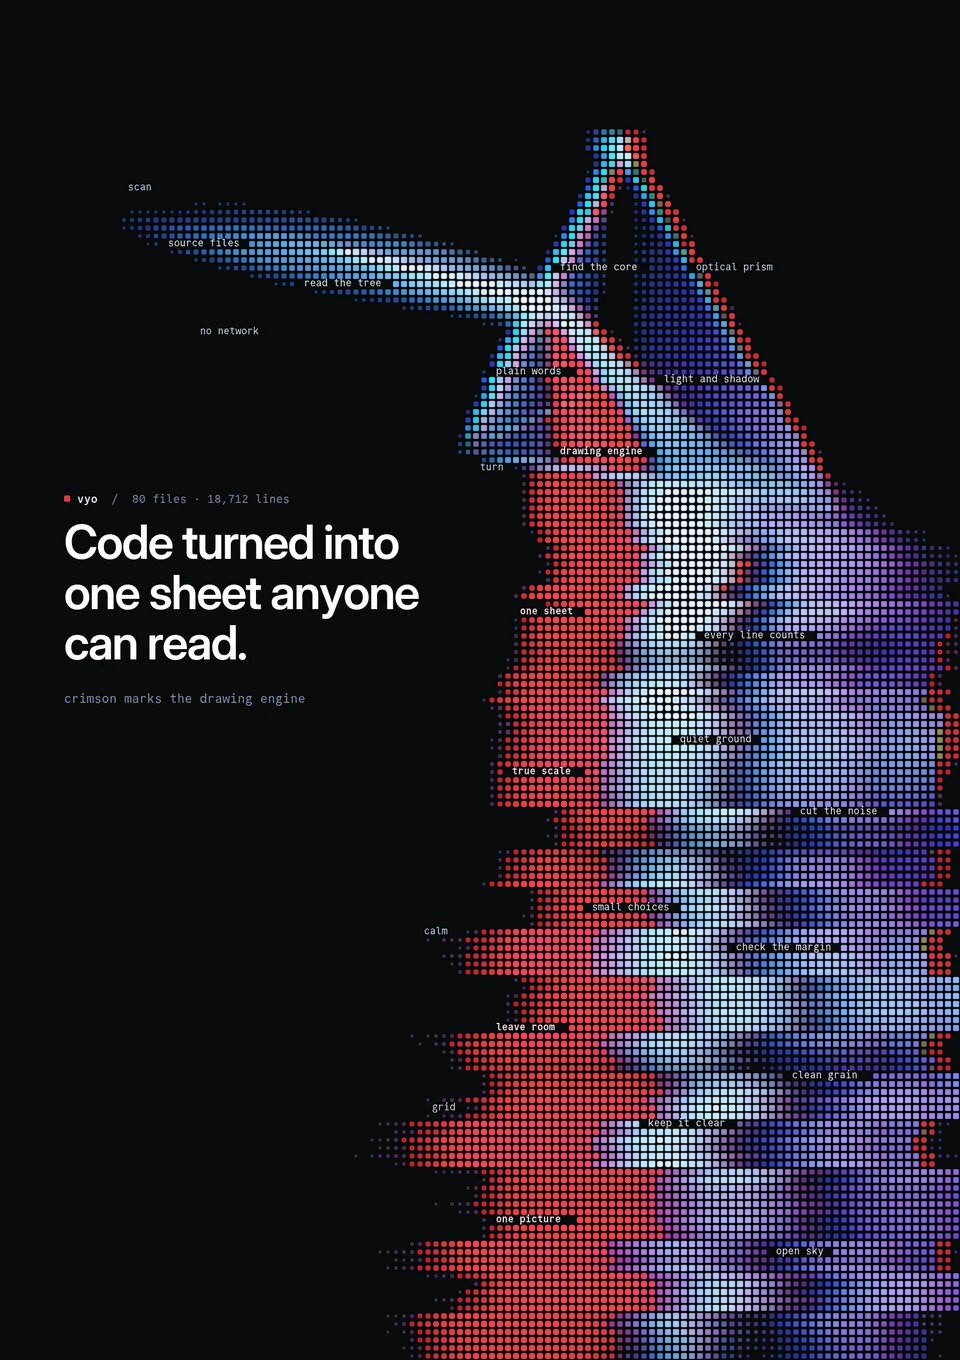 scan
source files
find the core
optical prism
read the tree
no network
plain words
light and shadow
drawing engine
turn
vyo / 80 files · 18,712 lines
Code turned into
one sheet anyone
can read.
crimson marks the drawing engine
one sheet
every line counts
quiet ground
true scale
cut the noise
small choices
calm
check the margin
leave room
clean grain
grid
keep it clear
one picture
open sky